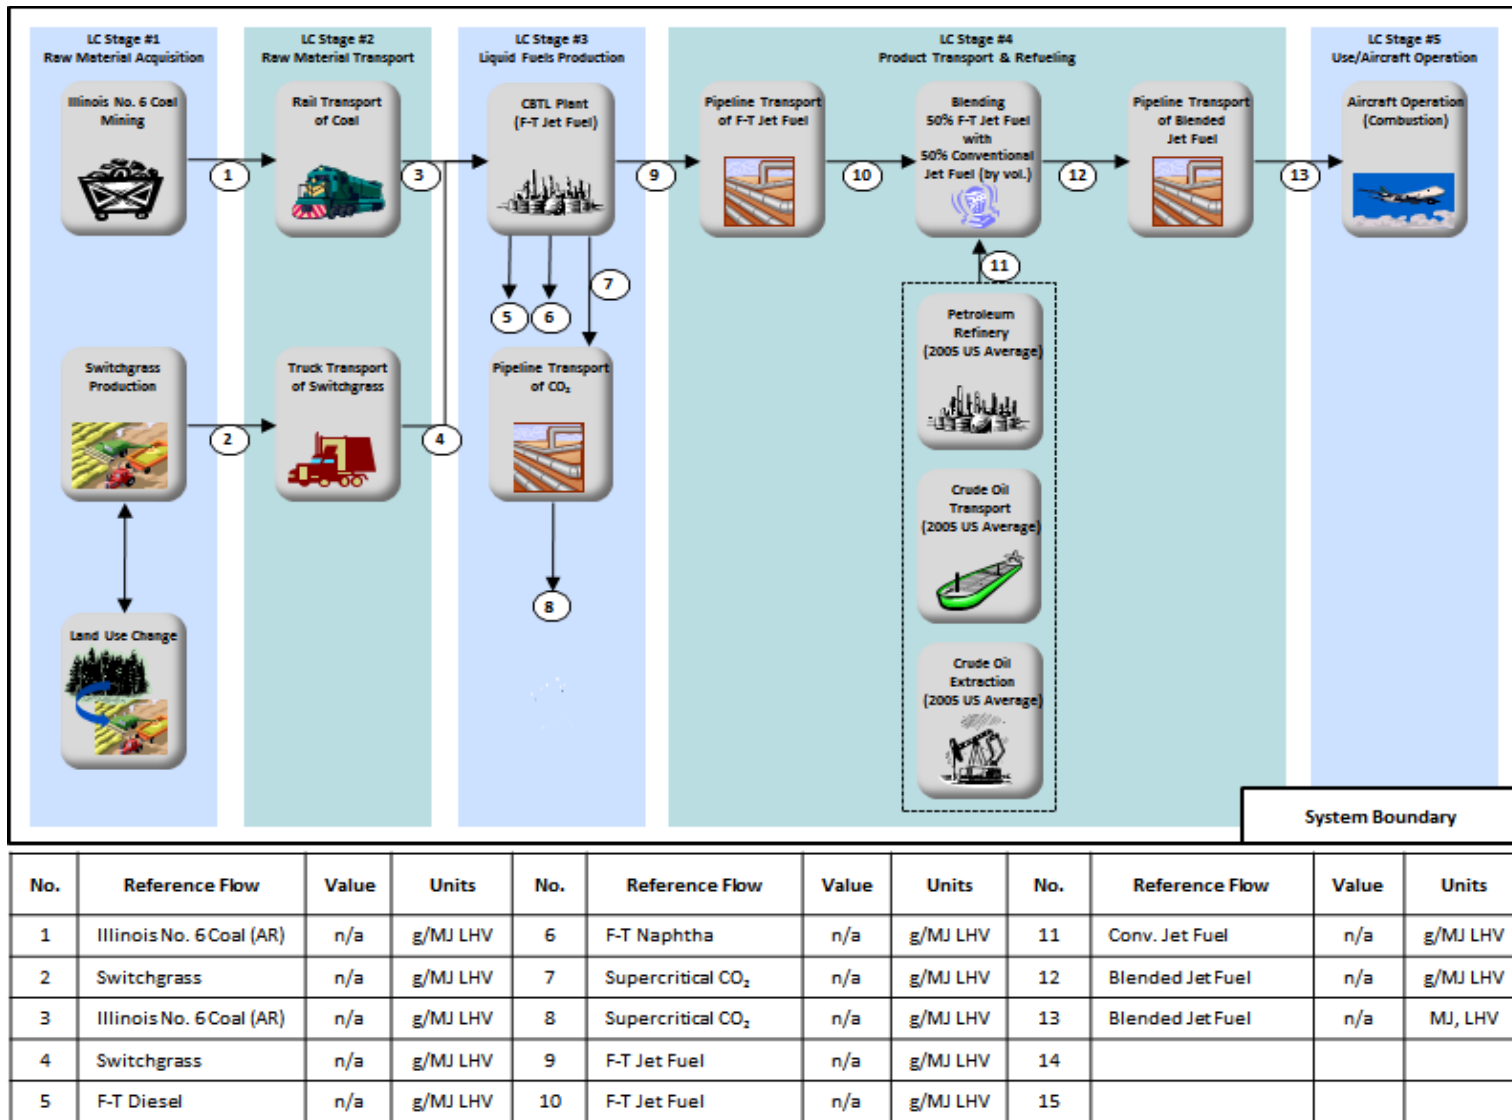 LC Stage #1
Raw Material Acquisition
LC Stage #2
Raw Material Transport
LC Stage #3
Liquid Fuels Production
LC Stage #4
Product Transport & Refueling
LC Stage #5
Use/Aircraft Operation
Illinois No. 6 Coal
Mining
1
Rail Transport
of Coal
3
CBTL Plant
(F-T Jet Fuel)
9
Pipeline Transport
of F-T Jet Fuel
10
Blending
50% F-T Jet Fuel
with
50% Conventional
Jet Fuel (by vol.)
12
Pipeline Transport
of Blended
Jet Fuel
13
Aircraft Operation
(Combustion)
5
6
7
11
Switchgrass
Production
2
Truck Transport
of Switchgrass
4
Pipeline Transport
of CO₂
8
Petroleum
Refinery
(2005 US Average)
Crude Oil
Transport
(2005 US Average)
Crude Oil
Extraction
(2005 US Average)
Land Use Change
System Boundary
No. Reference Flow Value Units No. Reference Flow Value Units No. Reference Flow Value Units
1 Illinois No. 6 Coal (AR) n/a g/MJ LHV 6 F-T Naphtha n/a g/MJ LHV 11 Conv. Jet Fuel n/a g/MJ LHV
2 Switchgrass n/a g/MJ LHV 7 Supercritical CO₂ n/a g/MJ LHV 12 Blended Jet Fuel n/a g/MJ LHV
3 Illinois No. 6 Coal (AR) n/a g/MJ LHV 8 Supercritical CO₂ n/a g/MJ LHV 13 Blended Jet Fuel n/a MJ, LHV
4 Switchgrass n/a g/MJ LHV 9 F-T Jet Fuel n/a g/MJ LHV 14
5 F-T Diesel n/a g/MJ LHV 10 F-T Jet Fuel n/a g/MJ LHV 15